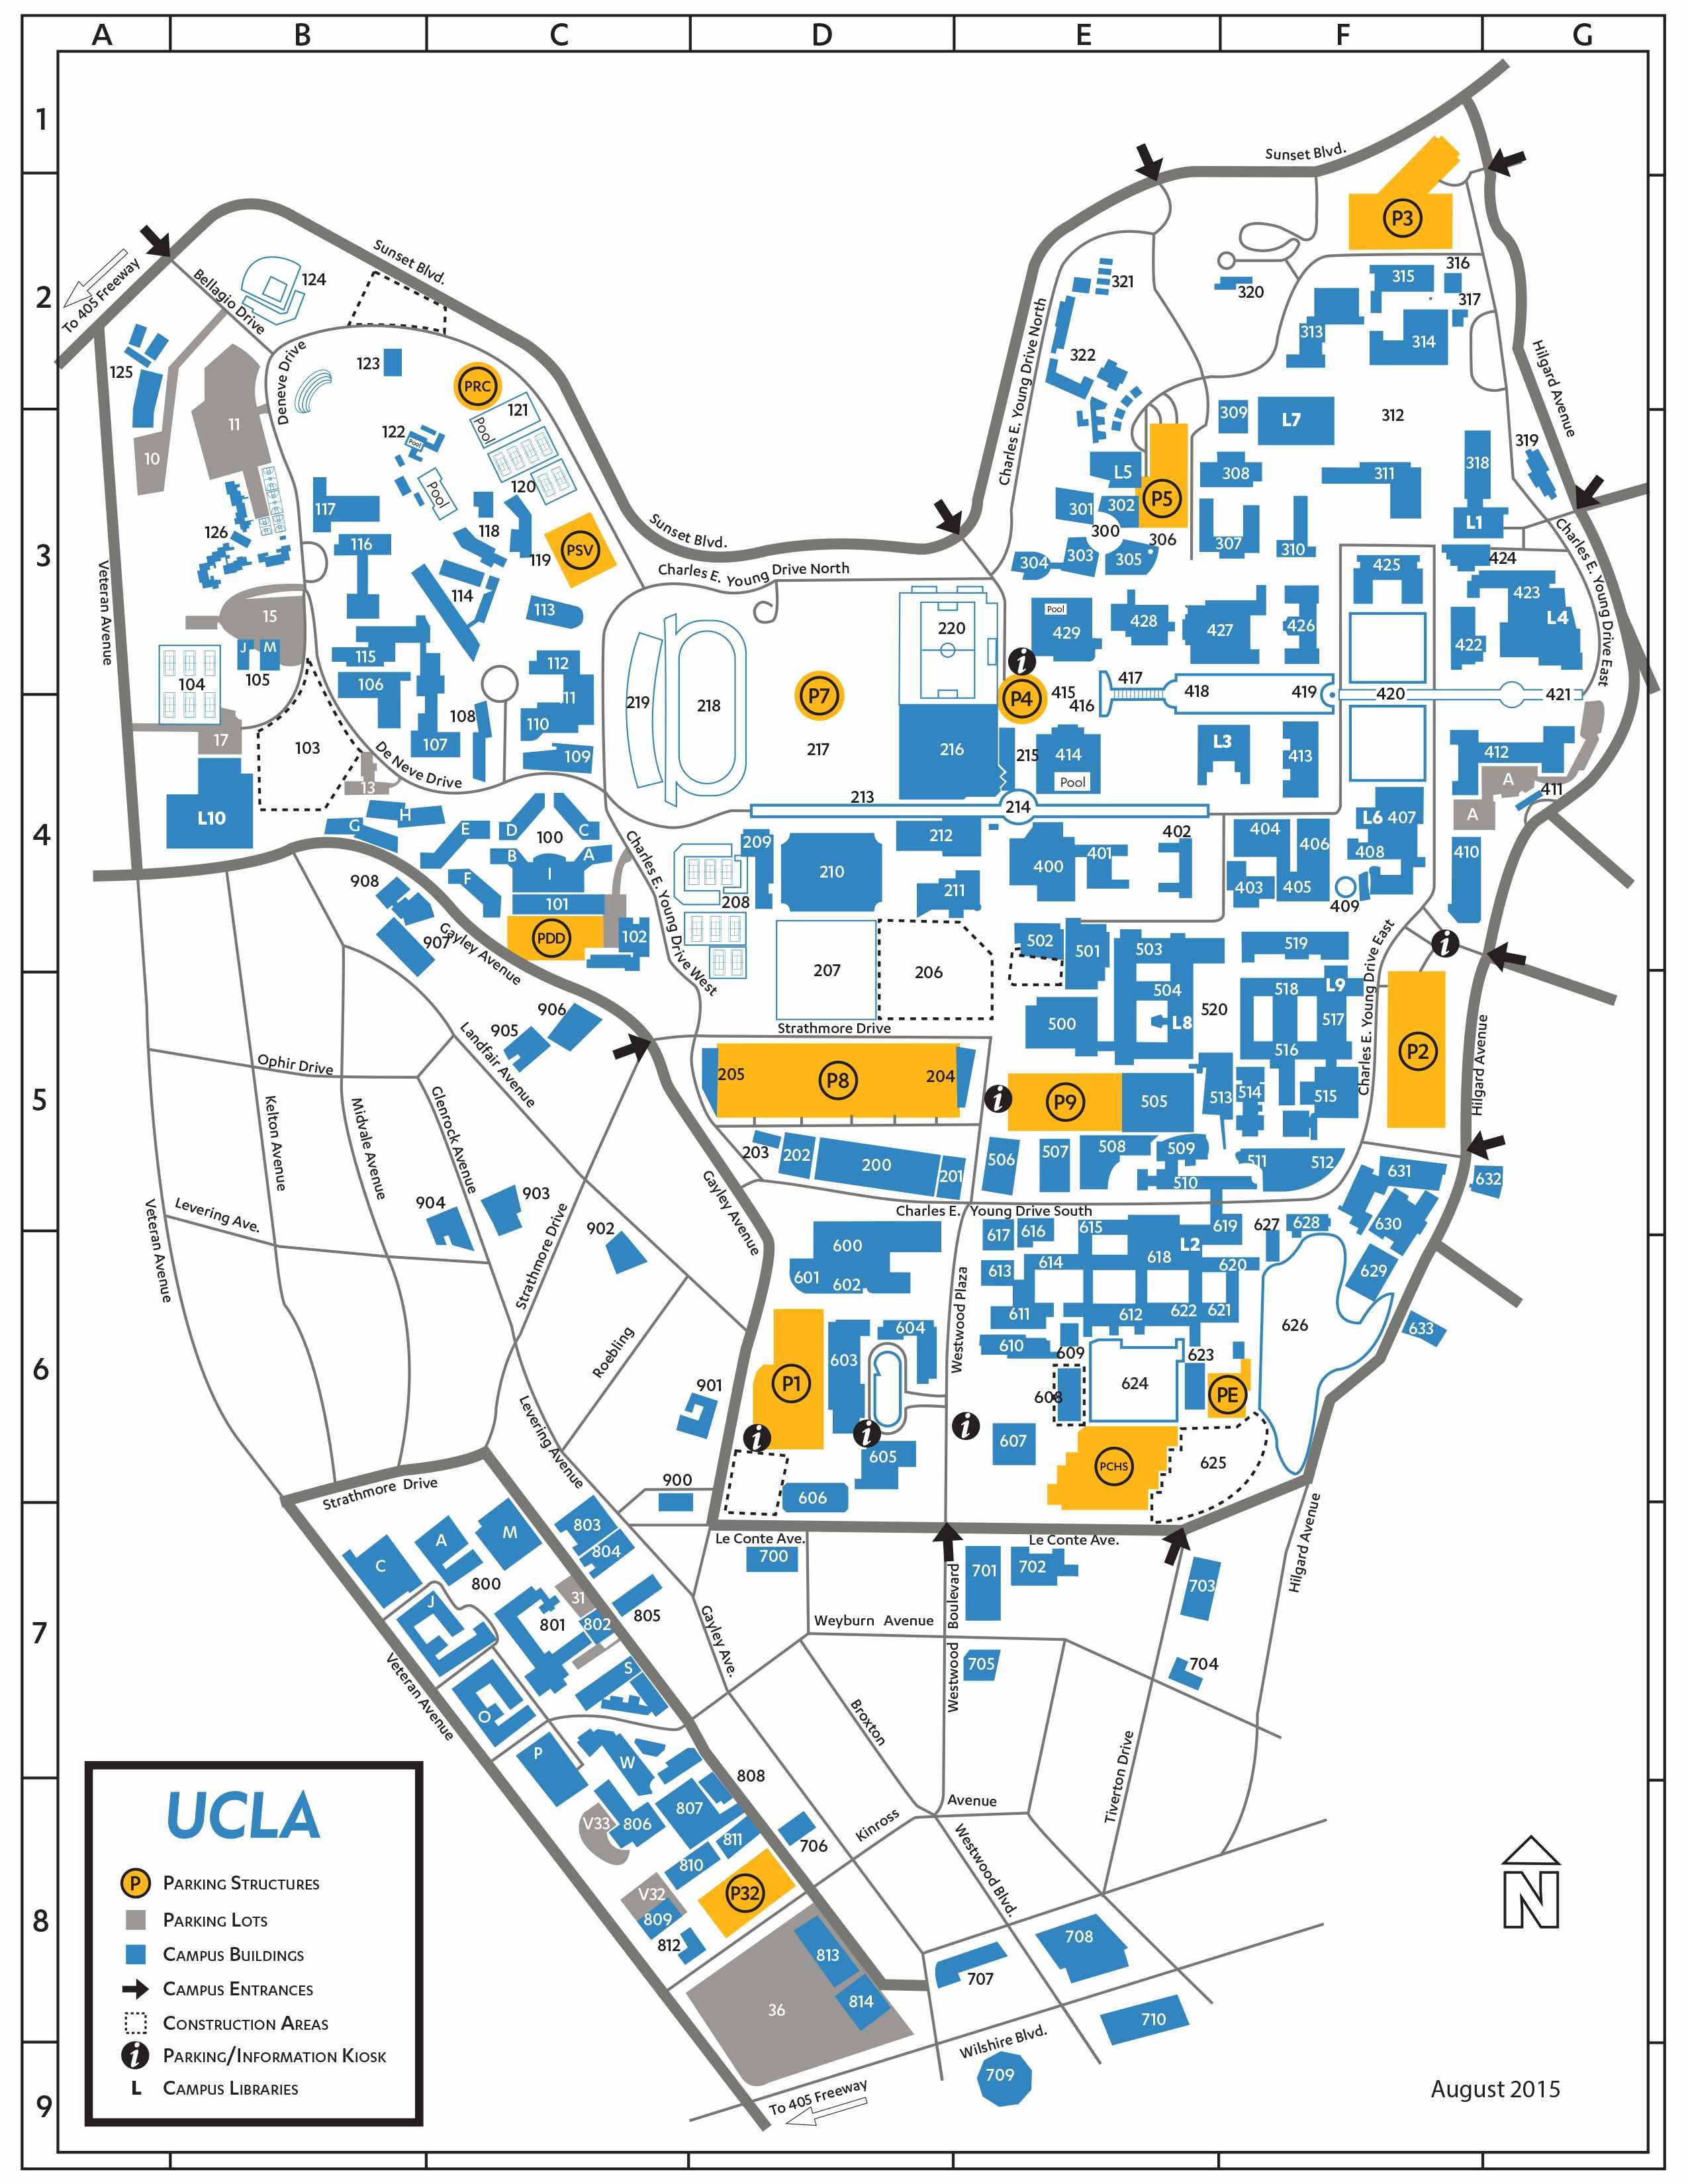 A B C D E F G
1
2
3
4
5
6
7
8
9
Sunset Blvd.
P3
To 405 Freeway
Bellagio Drive
124
Sunset Blvd.
321
320
315
316
317
313
314
322
Charles E. Young Drive North
Hilgard Avenue
125
123
Deneve Drive
PRC
121
Pool
11
10
122
Pool
Pool
120
309
L7
312
319
L5
308
311
318
P5
301
302
300
306
L1
117
118
126
116
119
PSV
Sunset Blvd.
304
303
305
307
310
424
Charles E. Young Drive East
Veteran Avenue
Charles E. Young Drive North
114
113
425
423
L4
15
J
M
105
104
115
106
112
11
110
108
107
109
220
Pool
429
428
427
426
422
219
218
P7
217
P4
415
416
417
418
419
420
421
216
215
414
Pool
L3
413
412
A
A
411
17
103
De Neve Drive
13
213
214
L10
G
H
E
D
C
100
B
A
I
F
101
PDD
102
Charles E. Young Drive West
209
210
212
211
208
400
401
402
404
406
403
405
L6
407
408
409
410
908
907
Gayley Avenue
207
206
502
501
503
504
500
L8
520
519
518
L9
517
516
Charles E. Young Drive East
P2
Hilgard Avenue
906
905
Landfair Avenue
Strathmore Drive
205
P8
204
P9
505
513
514
515
Ophir Drive
Kelton Avenue
Midvale Avenue
Glenrock Avenue
203
202
200
201
506
507
508
509
510
511
512
631
632
630
629
633
Charles E. Young Drive South
Gayley Avenue
Levering Ave.
Veteran Avenue
904
903
Strathmore Drive
902
600
601
602
617
616
615
618
L2
619
627
628
613
614
620
611
612
622
621
626
Westwood Plaza
Roebling
P1
603
604
610
609
608
624
623
PE
901
Levering Avenue
605
606
607
PCHS
625
900
Strathmore Drive
Le Conte Ave.
Le Conte Ave.
Hilgard Avenue
C
A
M
800
803
804
700
701
702
703
J
801
31
802
805
Gayley Ave.
Weyburn Avenue
Westwood Boulevard
705
704
O
S
Veteran Avenue
P
W
Broxton
Tiverton Drive
808
807
V33
806
811
810
706
Kinross Avenue
Westwood Blvd.
V32
809
P32
812
813
814
36
707
708
710
Wilshire Blvd.
709
To 405 Freeway
UCLA
P Parking Structures
Parking Lots
Campus Buildings
Campus Entrances
Construction Areas
i Parking/Information Kiosk
L Campus Libraries
N
August 2015
i
i
i
i
i
i